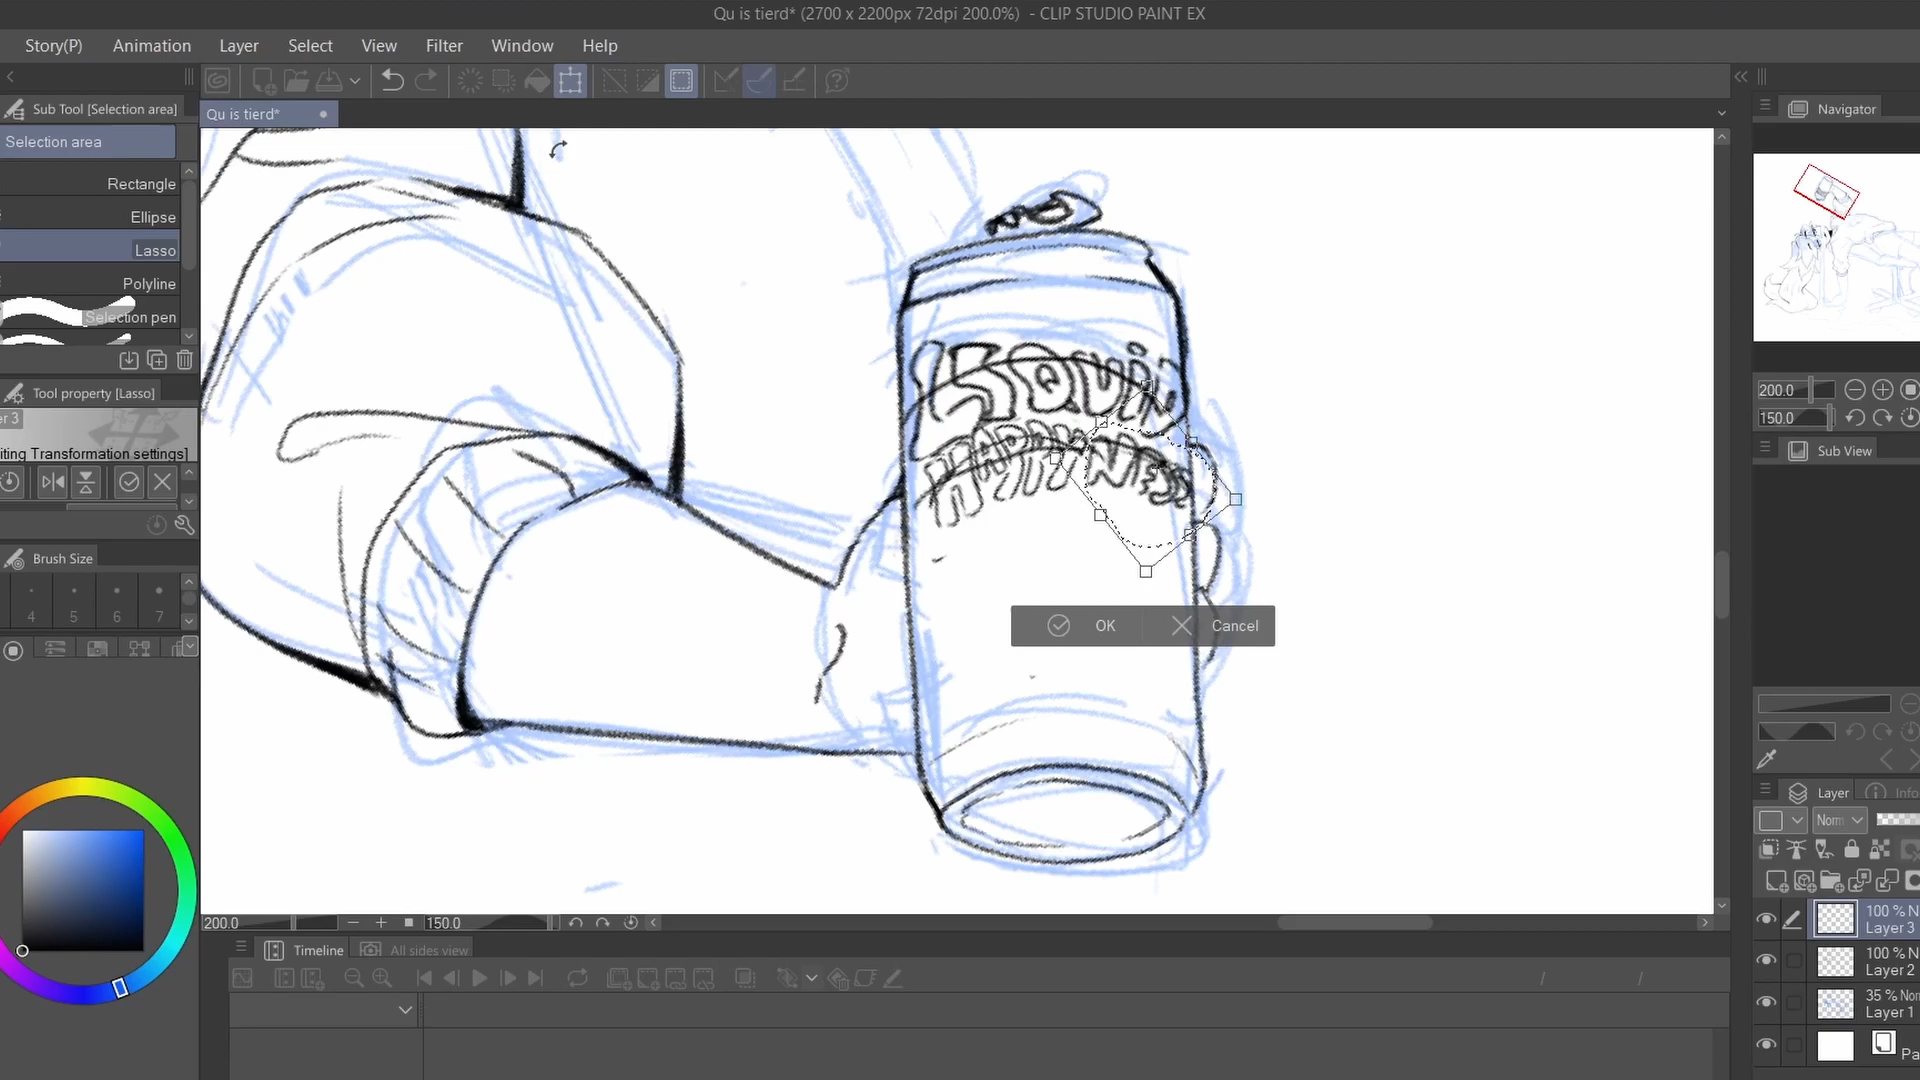 Qu is tierd* (2700 x 2200px 72dpi 200.0%) - CLIP STUDIO PAINT EX
Story(P) Animation Layer Select View Filter Window Help
Sub Tool [Selection area]
Qu is tierd*
Navigator
Selection area
Rectangle
Ellipse
Lasso
Polyline
Selection pen
Tool property [Lasso]
er 3
iting Transformation settings]
Brush Size
4 5 6 7
LSQUiD
HAPPYNESS
OK Cancel
200.0
150.0
Sub View
200.0 150.0
Timeline All sides view
Layer Info
Norm
100 % N
Layer 3
100 % N
Layer 2
35 % Nor
Layer 1
Pa